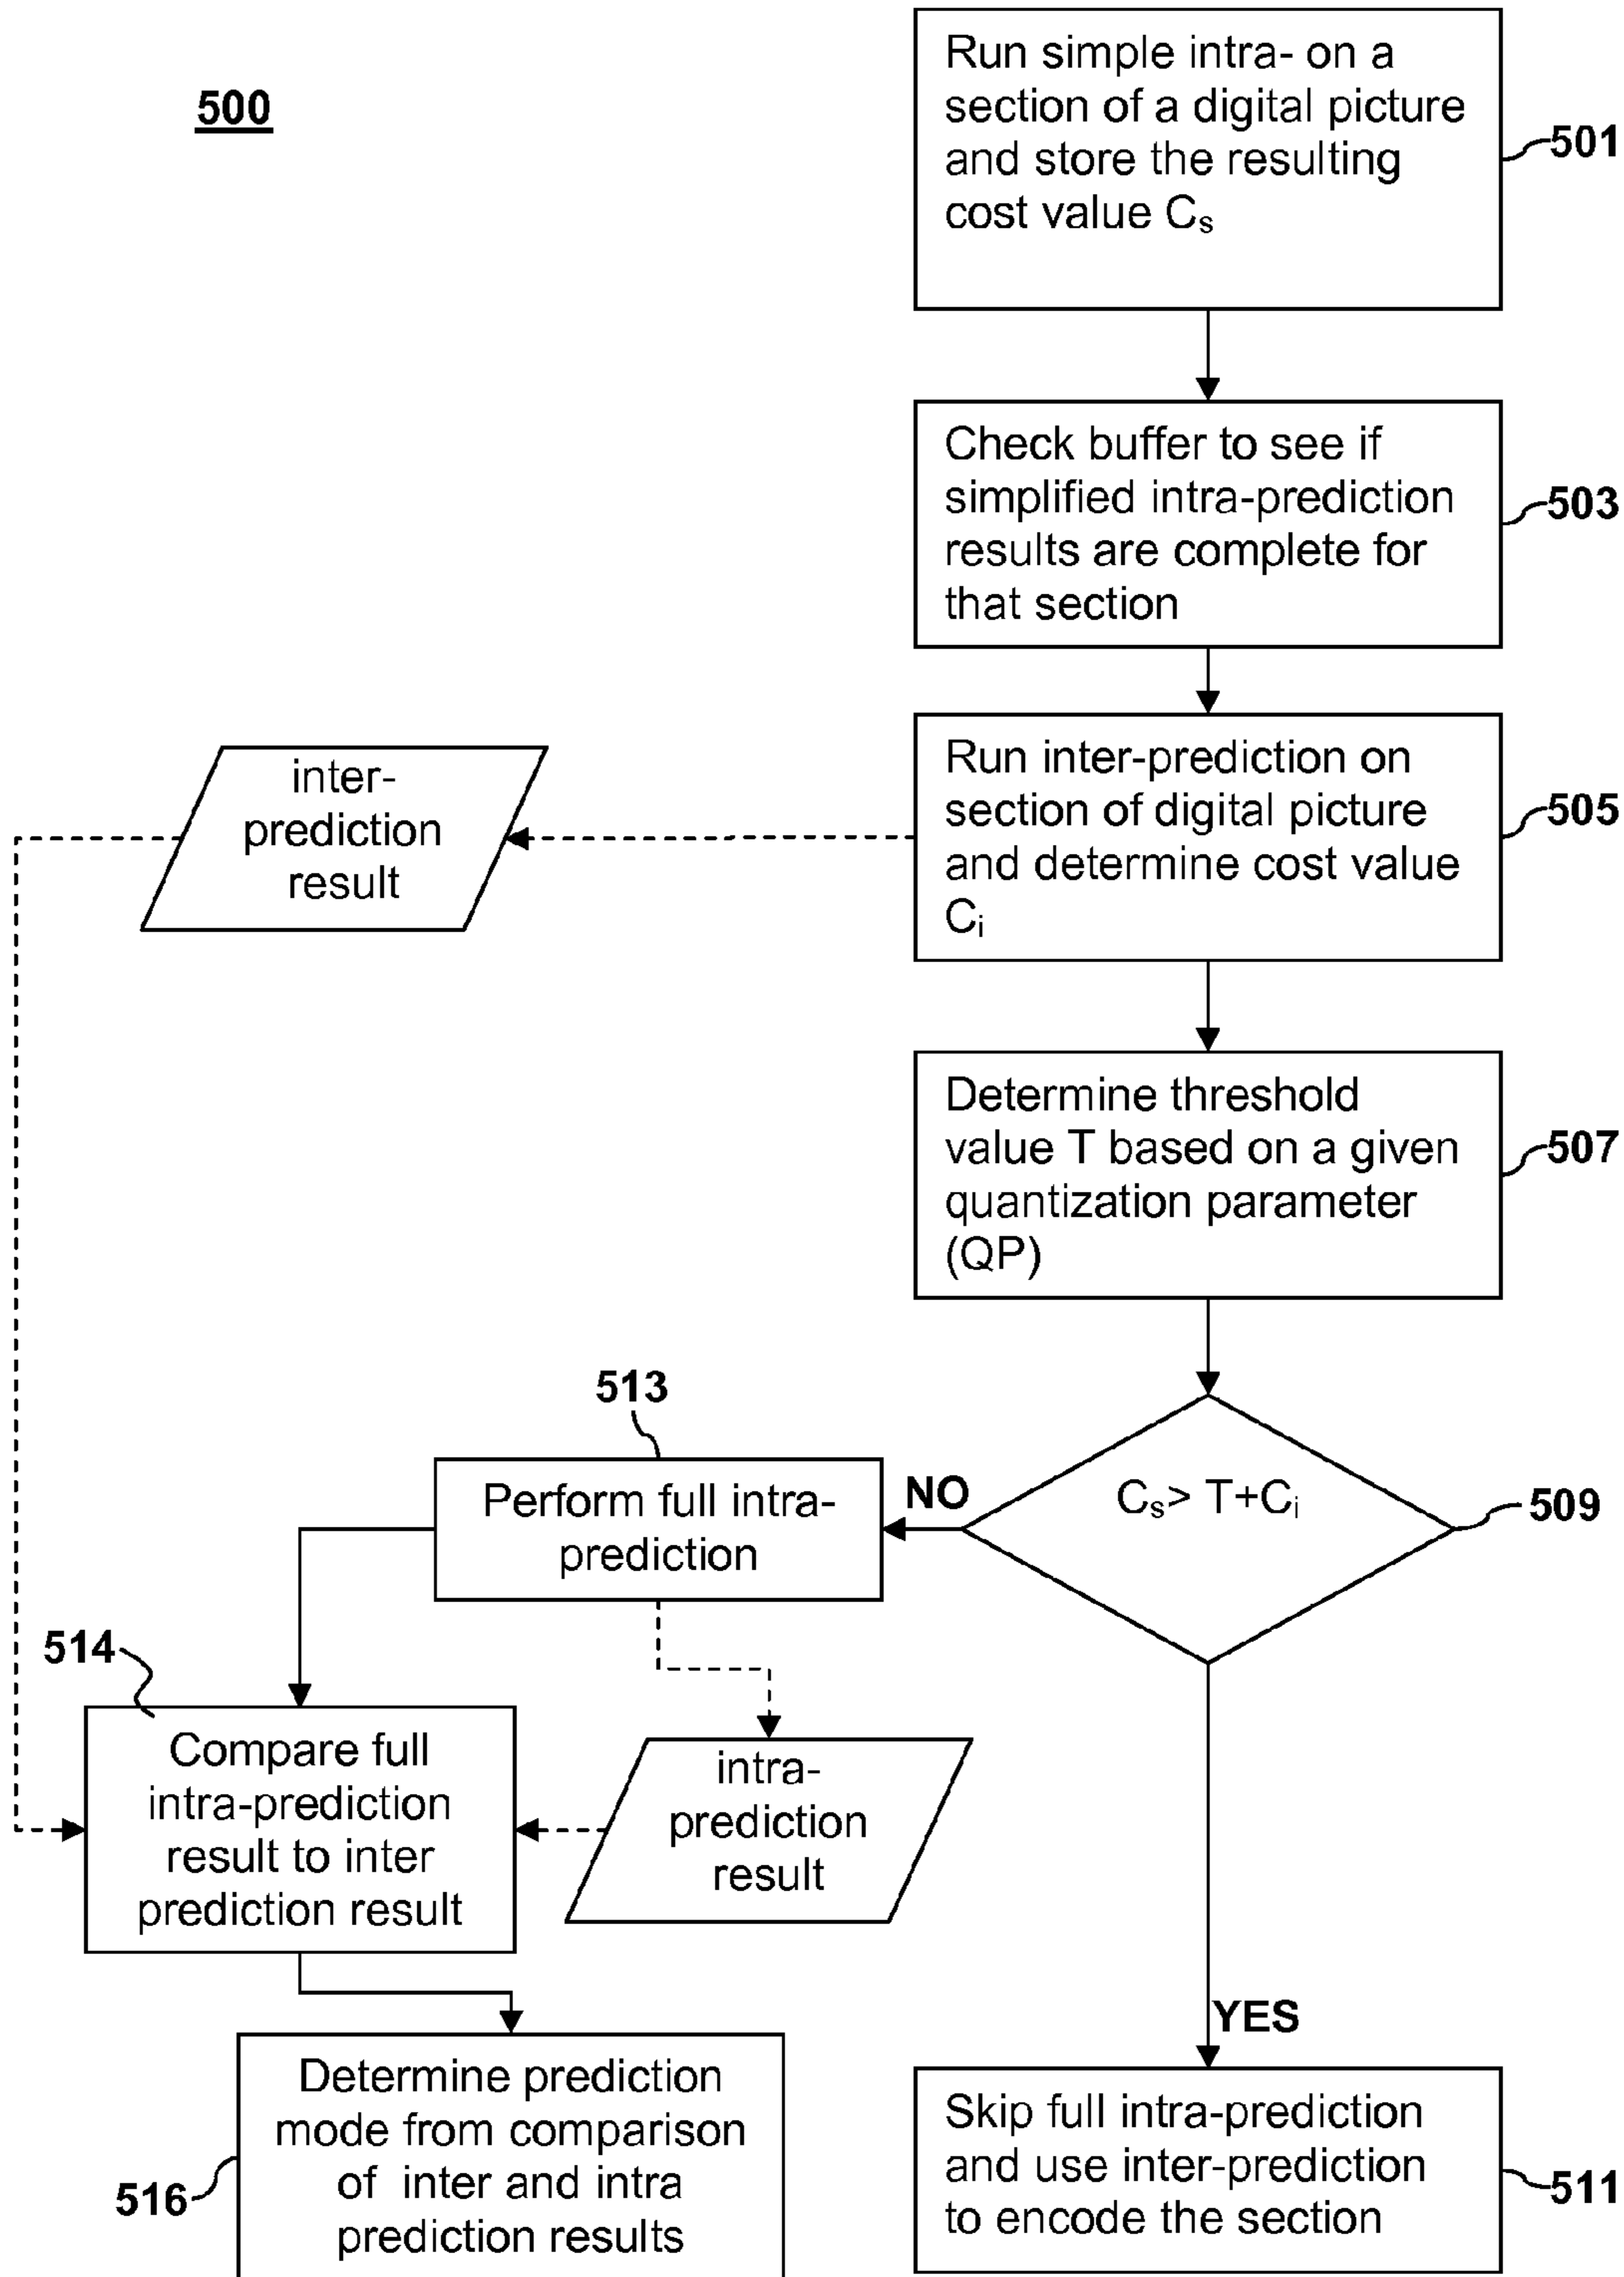 500
Run simple intra- on a
section of a digital picture
and store the resulting
cost value Cs
501
Check buffer to see if
simplified intra-prediction
results are complete for
that section
503
inter-
prediction
result
Run inter-prediction on
section of digital picture
and determine cost value
Ci
505
Determine threshold
value T based on a given
quantization parameter
(QP)
507
Cs> T+Ci
509
NO
513
Perform full intra-
prediction
514
Compare full
intra-prediction
result to inter
prediction result
intra-
prediction
result
YES
Determine prediction
mode from comparison
of inter and intra
prediction results
516
Skip full intra-prediction
and use inter-prediction
to encode the section
511